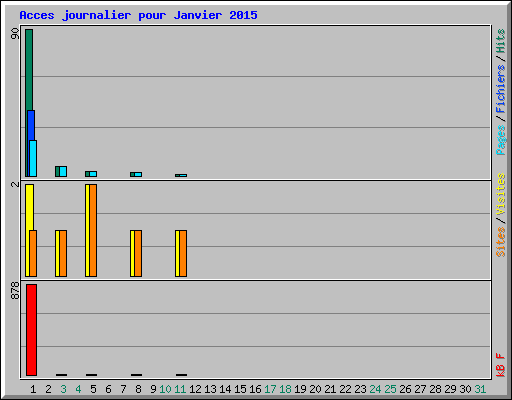 Acces journalier pour Janvier 2015
90
2
878
Pages / Fichiers / Hits
Sites / Visites
kB F
1 2 3 4 5 6 7 8 9 10 11 12 13 14 15 16 17 18 19 20 21 22 23 24 25 26 27 28 29 30 31